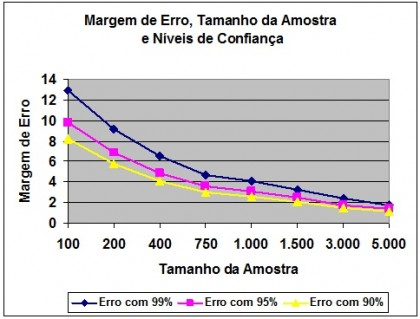 Margem de Erro, Tamanho da Amostra
e Níveis de Confiança
Margem de Erro
14
12
10
8
6
4
2
0
100 200 400 750 1.000 1.500 3.000 5.000
Tamanho da Amostra
Erro com 99% Erro com 95% Erro com 90%